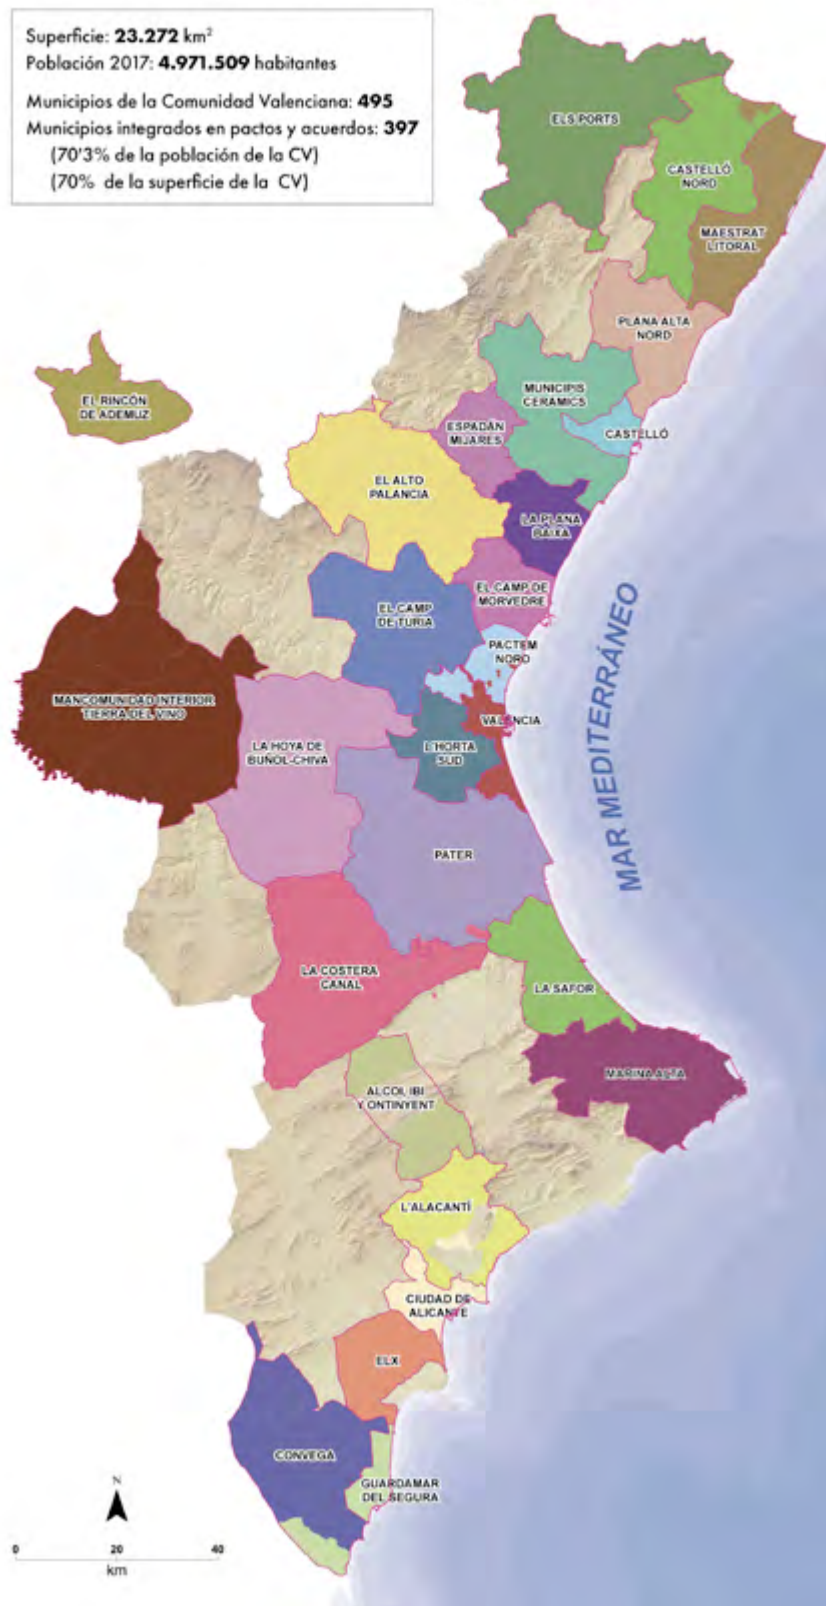 Superficie: 23.272 km²
Población 2017: 4.971.509 habitantes
Municipios de la Comunidad Valenciana: 495
Municipios integrados en pactos y acuerdos: 397
(70'3% de la población de la CV)
(70% de la superficie de la CV)
ELS PORTS
CASTELLÓ
NORD
MAESTRAT
LITORAL
PLANA ALTA
NORD
EL RINCÓN
DE ADEMUZ
MUNICIPIS
CERÀMICS
ESPADÁN
MIJARES
CASTELLÓ
EL ALTO
PALANCIA
LA PLANA
BAIXA
EL CAMP DE
MORVEDRE
EL CAMP
DE TURIA
PACTEM
NORD
MAR MEDITERRÁNEO
MANCOMUNIDAD INTERIOR
TIERRA DEL VINO
VALÈNCIA
LA HOYA DE
BUÑOL-CHIVA
L'HORTA
SUD
PATER
LA COSTERA
CANAL
LA SAFOR
MARINA ALTA
ALCOI, IBI
Y ONTINYENT
L'ALACANTÍ
CIUDAD DE
ALICANTE
ELX
CONVEGA
GUARDAMAR
DEL SEGURA
N
0 20 40
km